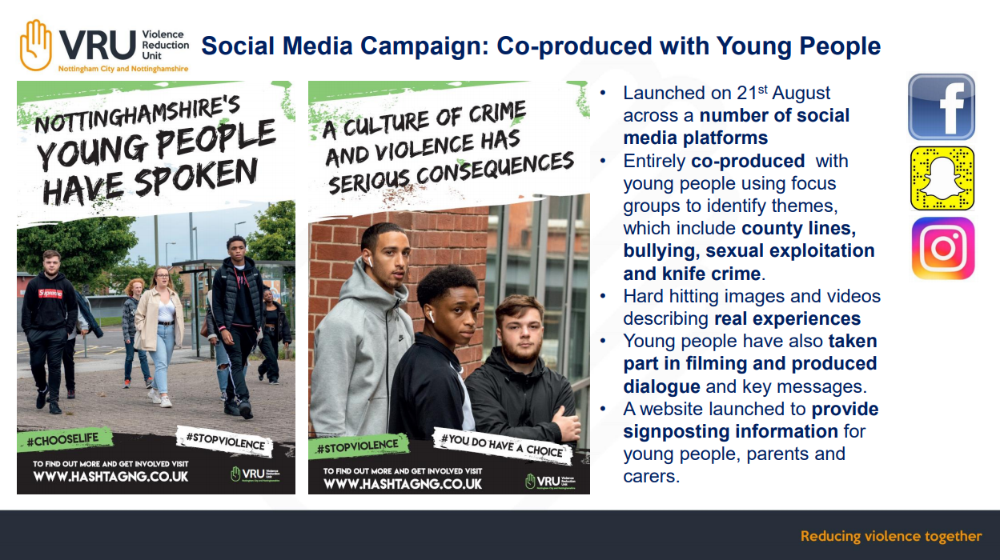 VRU Violence
Reduction
Unit
Nottingham City and Nottinghamshire
Social Media Campaign: Co-produced with Young People
NOTTINGHAMSHIRE'S
YOUNG PEOPLE
HAVE SPOKEN
Supreme
#CHOOSELIFE
#STOPVIOLENCE
TO FIND OUT MORE AND GET INVOLVED VISIT
WWW.HASHTAGNG.CO.UK
VRU Violence
Reduction
Unit
Nottingham City and Nottinghamshire
A CULTURE OF CRIME
AND VIOLENCE HAS
SERIOUS CONSEQUENCES
#STOPVIOLENCE
#YOU DO HAVE A CHOICE
TO FIND OUT MORE AND GET INVOLVED VISIT
WWW.HASHTAGNG.CO.UK
VRU Violence
Reduction
Unit
Nottingham City and Nottinghamshire
• Launched on 21st August
across a number of social
media platforms
• Entirely co-produced with
young people using focus
groups to identify themes,
which include county lines,
bullying, sexual exploitation
and knife crime.
• Hard hitting images and videos
describing real experiences
• Young people have also taken
part in filming and produced
dialogue and key messages.
• A website launched to provide
signposting information for
young people, parents and
carers.
f
Reducing violence together